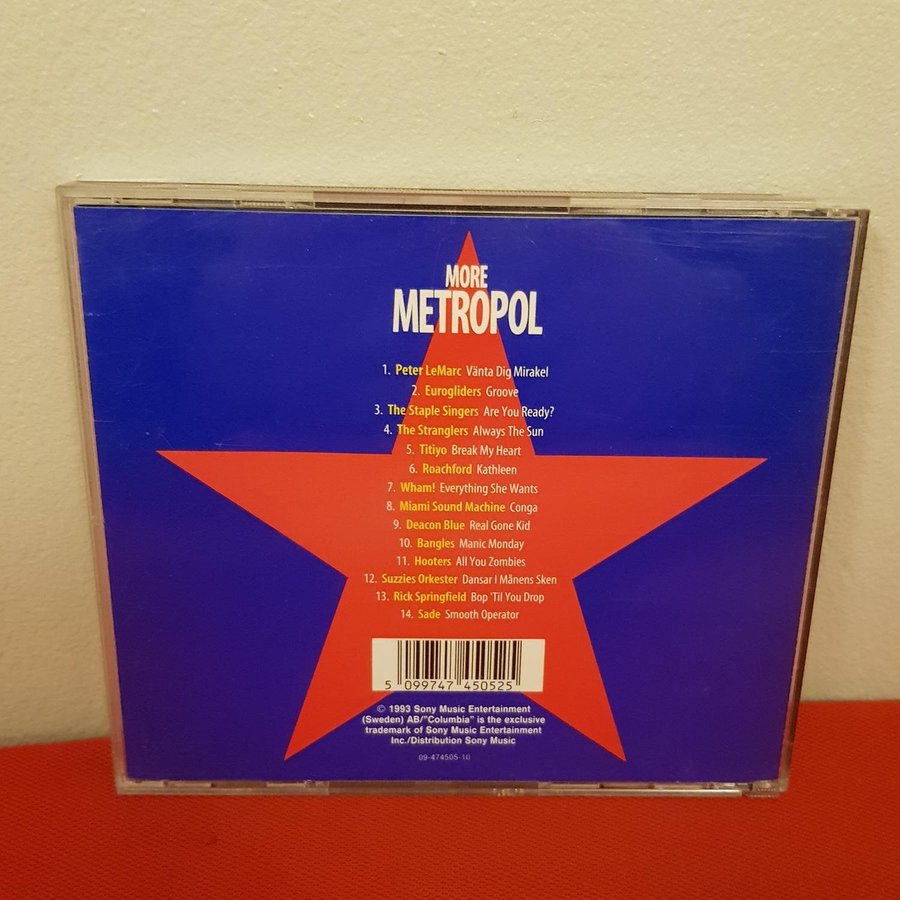 MORE
METROPOL
1. Peter LeMarc Vänta Dig Mirakel
2. Eurogliders Groove
3. The Staple Singers Are You Ready?
4. The Stranglers Always The Sun
5. Titiyo Break My Heart
6. Roachford Kathleen
7. Wham! Everything She Wants
8. Miami Sound Machine Conga
9. Deacon Blue Real Gone Kid
10. Bangles Manic Monday
11. Hooters All You Zombies
12. Suzzies Orkester Dansar I Månens Sken
13. Rick Springfield Bop 'Til You Drop
14. Sade Smooth Operator
5 099747 450525
© 1993 Sony Music Entertainment
(Sweden) AB/"Columbia" is the exclusive
trademark of Sony Music Entertainment
Inc./Distribution Sony Music
09-474505-10